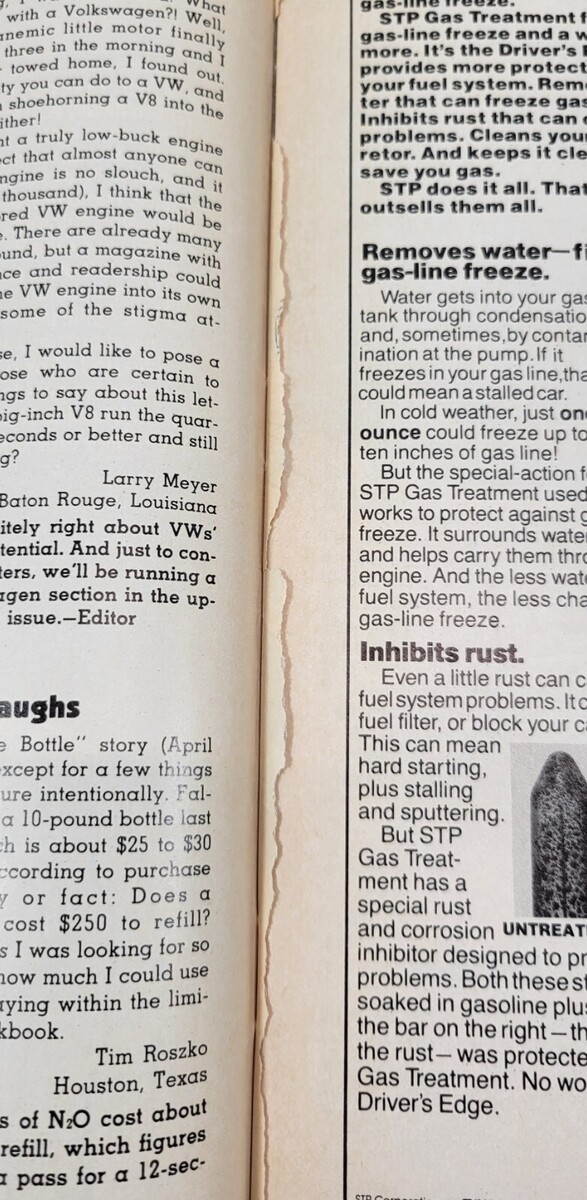 What
with a Volkswagen?! Well,
anemic little motor finally
three in the morning and I
towed home, I found out.
ty you can do to a VW, and
shoehorning a V8 into the
ither!
nt a truly low-buck engine
ct that almost anyone can
ngine is no slouch, and it
thousand), I think that the
red VW engine would be
e. There are already many
und, but a magazine with
ce and readership could
e VW engine into its own
some of the stigma at-
se, I would like to pose a
ose who are certain to
ngs to say about this let-
big-inch V8 run the quar-
econds or better and still
g?
Larry Meyer
Baton Rouge, Louisiana
itely right about VWs'
tential. And just to con-
ters, we'll be running a
agen section in the up-
issue.—Editor
aughs
e Bottle" story (April
xcept for a few things
ure intentionally. Fal-
a 10-pound bottle last
ch is about $25 to $30
ccording to purchase
y or fact: Does a
cost $250 to refill?
s I was looking for so
how much I could use
aying within the limi-
kbook.
Tim Roszko
Houston, Texas
s of N₂O cost about
refill, which figures
a pass for a 12-sec-
gas-line freeze.
STP Gas Treatment f
gas-line freeze and a w
more. It's the Driver's
provides more protect
your fuel system. Rem
ter that can freeze gas
Inhibits rust that can
problems. Cleans your
retor. And keeps it cle
save you gas.
STP does it all. That
outsells them all.
Removes water—fi
gas-line freeze.
Water gets into your gas
tank through condensatio
and, sometimes, by contam
ination at the pump. If it
freezes in your gas line, tha
could mean a stalled car.
In cold weather, just one
ounce could freeze up to
ten inches of gas line!
But the special-action f
STP Gas Treatment used
works to protect against g
freeze. It surrounds wate
and helps carry them thro
engine. And the less wate
fuel system, the less cha
gas-line freeze.
Inhibits rust.
Even a little rust can c
fuel system problems. It c
fuel filter, or block your ca
This can mean
hard starting,
plus stalling
and sputtering.
But STP
Gas Treat-
ment has a
special rust
and corrosion
UNTREAT
inhibitor designed to pr
problems. Both these st
soaked in gasoline plus
the bar on the right—th
the rust—was protecte
Gas Treatment. No wo
Driver's Edge.